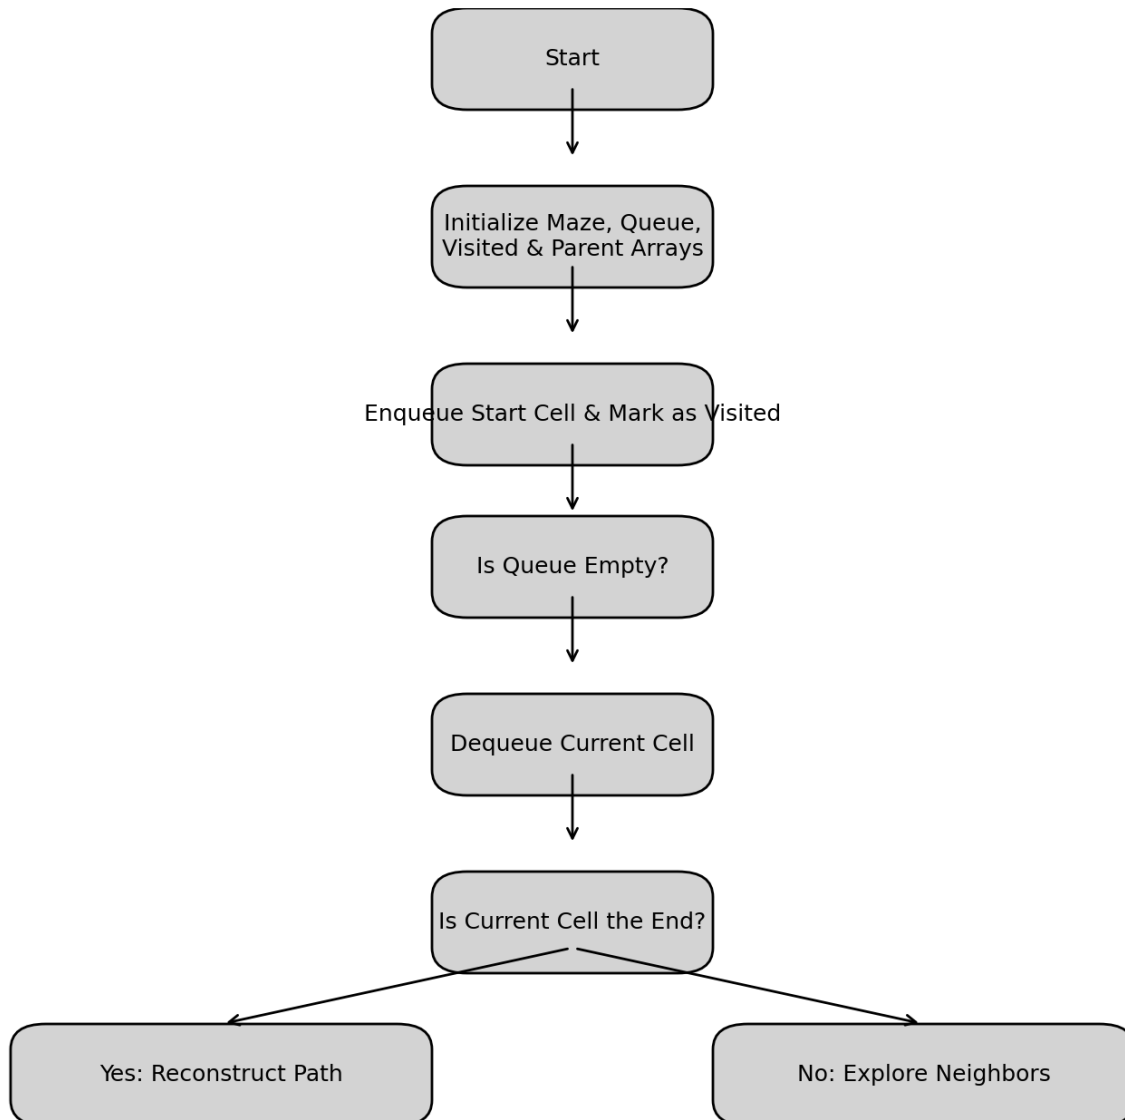 Start
Initialize Maze, Queue,
Visited & Parent Arrays
Enqueue Start Cell & Mark as Visited
Is Queue Empty?
Dequeue Current Cell
Is Current Cell the End?
Yes: Reconstruct Path
No: Explore Neighbors